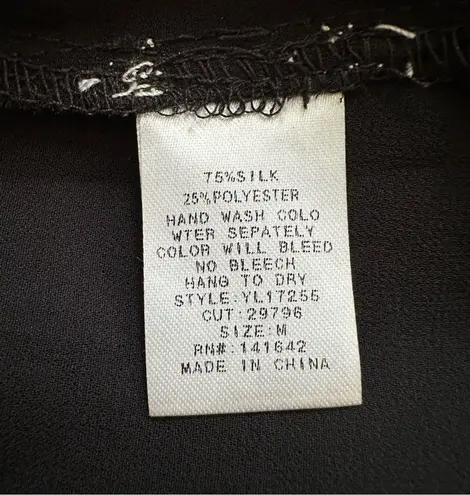 75%SILK
25%POLYESTER
HAND WASH COLO
WTER SEPATELY
COLOR WILL BLEED
NO BLEECH
HANG TO DRY
STYLE:YL17255
CUT:29796
SIZE:M
RN#:141642
MADE IN CHINA